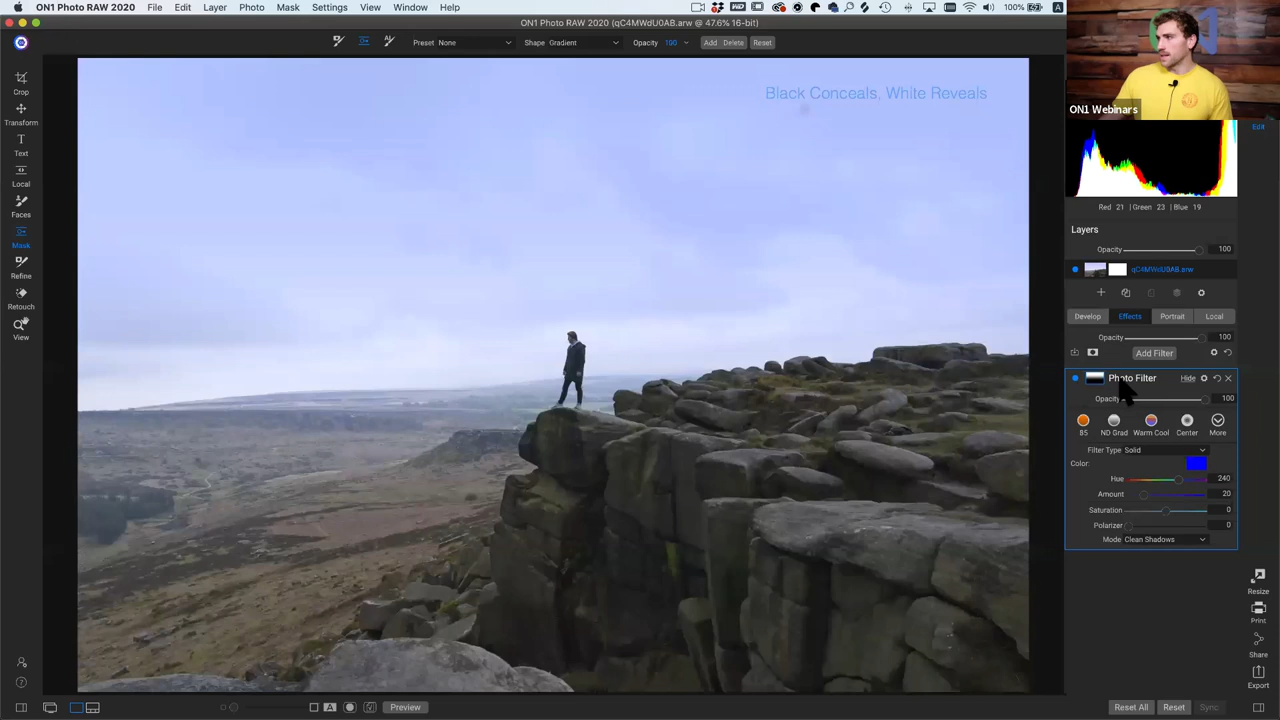 ON1 Photo RAW 2020 File Edit Layer Photo Mask Settings View Window Help 100%
ON1 Photo RAW 2020 (qC4MWdU0AB.arw @ 47.6% 16-bit)
Preset None Shape Gradient Opacity 100 Add Delete Reset
Crop
Transform
Text
Local
Faces
Mask
Refine
Retouch
View
Black Conceals, White Reveals
ON1 Webinars
Edit
Red 21 | Green 23 | Blue 19
Layers
Opacity 100
qC4MWdU0AB.arw
Develop Effects Portrait Local
Opacity 100
Add Filter
Photo Filter Hide
Opacity 100
85 ND Grad Warm Cool Center More
Filter Type Solid
Color:
Hue 240
Amount 20
Saturation 0
Polarizer 0
Mode Clean Shadows
Resize
Print
Share
Export
A Preview
Reset All Reset Sync